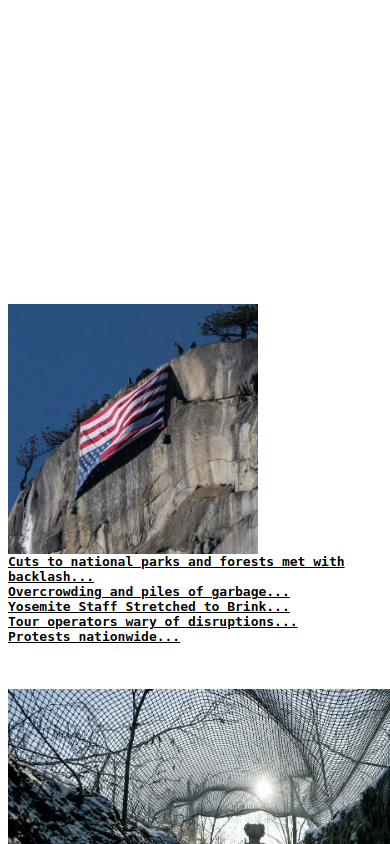 Cuts to national parks and forests met with
backlash...
Overcrowding and piles of garbage...
Yosemite Staff Stretched to Brink...
Tour operators wary of disruptions...
Protests nationwide...